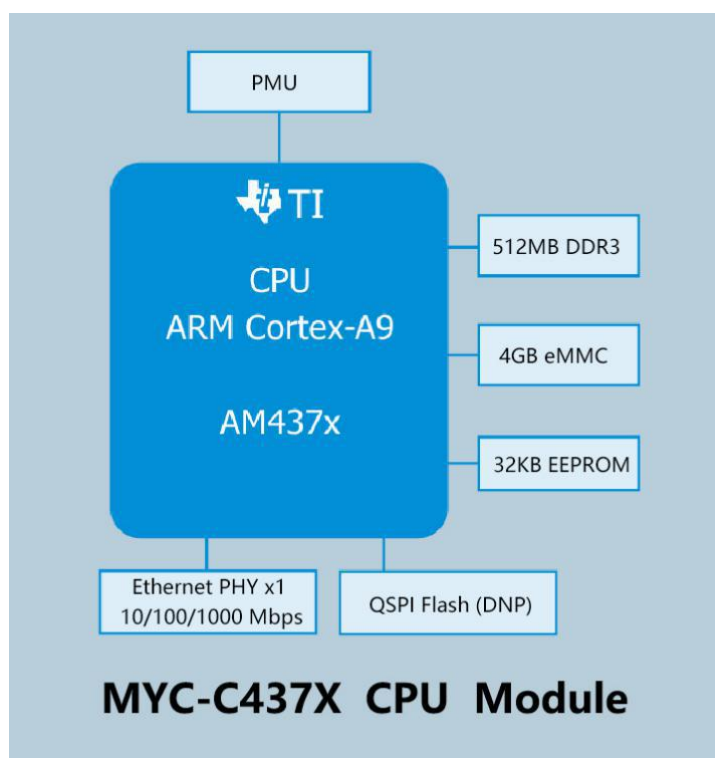 PMU
TI
CPU
ARM Cortex-A9
AM437x
512MB DDR3
4GB eMMC
32KB EEPROM
Ethernet PHY x1
10/100/1000 Mbps
QSPI Flash (DNP)
MYC-C437X CPU Module